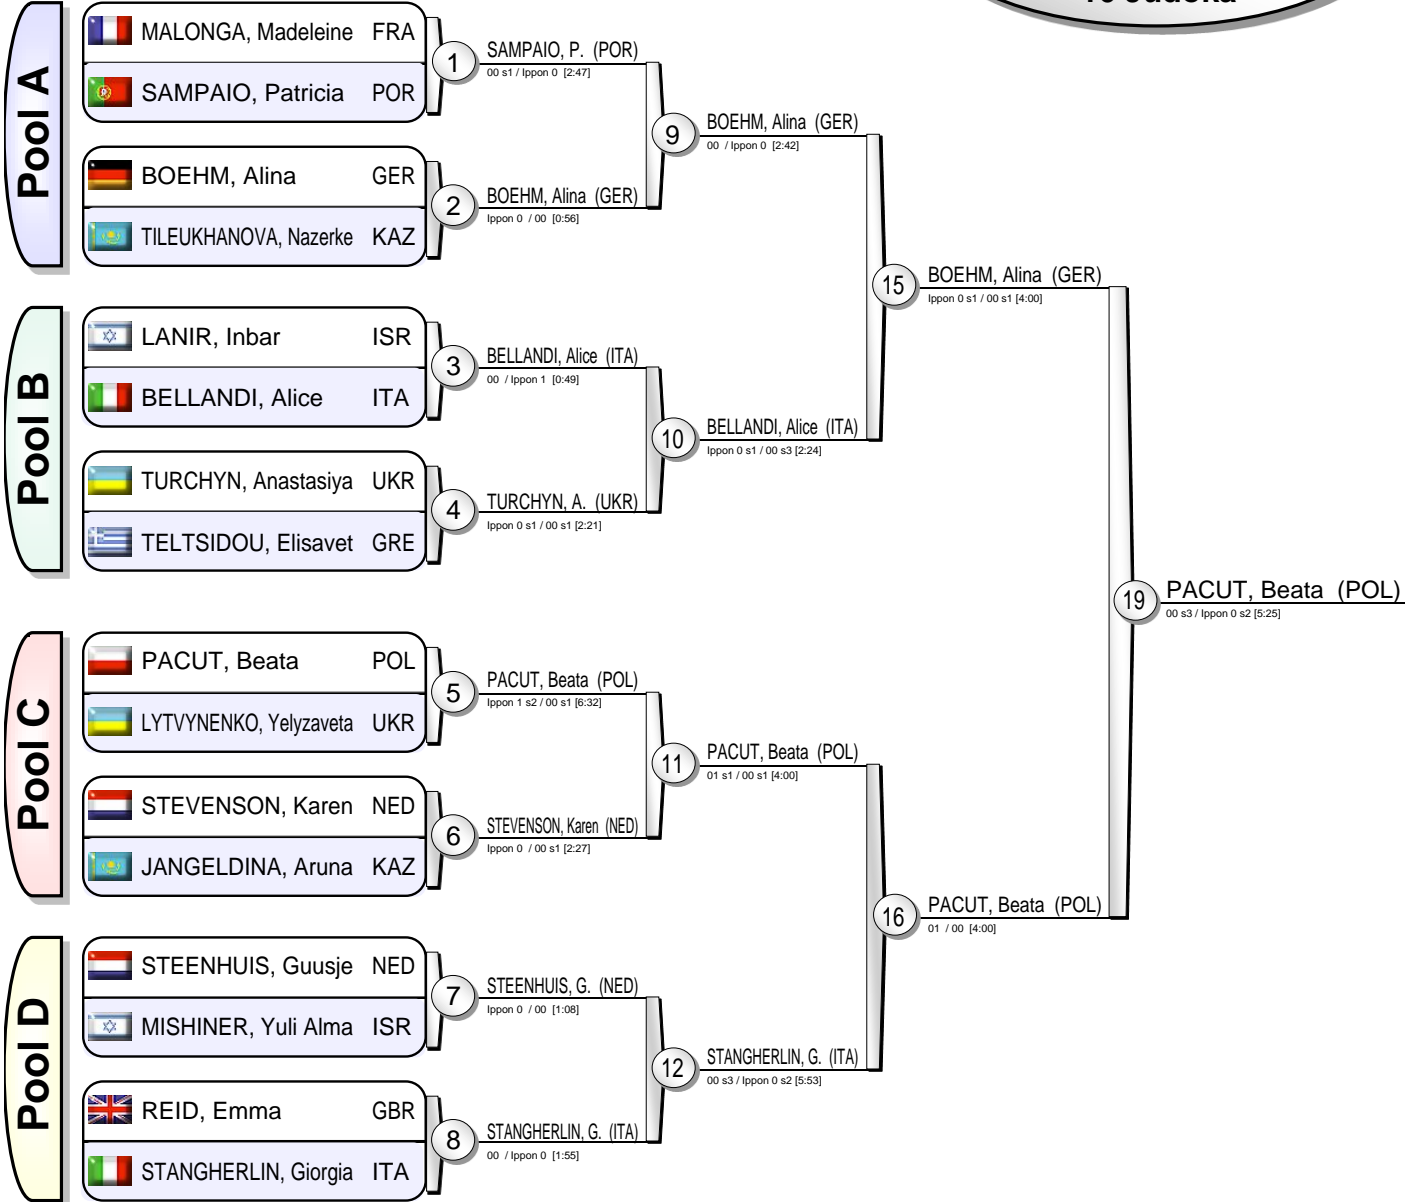 16 Judoka
Pool A
MALONGA, Madeleine FRA
SAMPAIO, Patricia POR
BOEHM, Alina GER
TILEUKHANOVA, Nazerke KAZ
Pool B
LANIR, Inbar ISR
BELLANDI, Alice ITA
TURCHYN, Anastasiya UKR
TELTSIDOU, Elisavet GRE
Pool C
PACUT, Beata POL
LYTVYNENKO, Yelyzaveta UKR
STEVENSON, Karen NED
JANGELDINA, Aruna KAZ
Pool D
STEENHUIS, Guusje NED
MISHINER, Yuli Alma ISR
REID, Emma GBR
STANGHERLIN, Giorgia ITA
1 SAMPAIO, P. (POR)
00 s1 / Ippon 0 [2:47]
2 BOEHM, Alina (GER)
Ippon 0 / 00 [0:56]
3 BELLANDI, Alice (ITA)
00 / Ippon 1 [0:49]
4 TURCHYN, A. (UKR)
Ippon 0 s1 / 00 s1 [2:21]
5 PACUT, Beata (POL)
Ippon 1 s2 / 00 s1 [6:32]
6 STEVENSON, Karen (NED)
Ippon 0 / 00 s1 [2:27]
7 STEENHUIS, G. (NED)
Ippon 0 / 00 [1:08]
8 STANGHERLIN, G. (ITA)
00 / Ippon 0 [1:55]
9 BOEHM, Alina (GER)
00 / Ippon 0 [2:42]
10 BELLANDI, Alice (ITA)
Ippon 0 s1 / 00 s3 [2:24]
11 PACUT, Beata (POL)
01 s1 / 00 s1 [4:00]
12 STANGHERLIN, G. (ITA)
00 s3 / Ippon 0 s2 [5:53]
15 BOEHM, Alina (GER)
Ippon 0 s1 / 00 s1 [4:00]
16 PACUT, Beata (POL)
01 / 00 [4:00]
19 PACUT, Beata (POL)
00 s3 / Ippon 0 s2 [5:25]